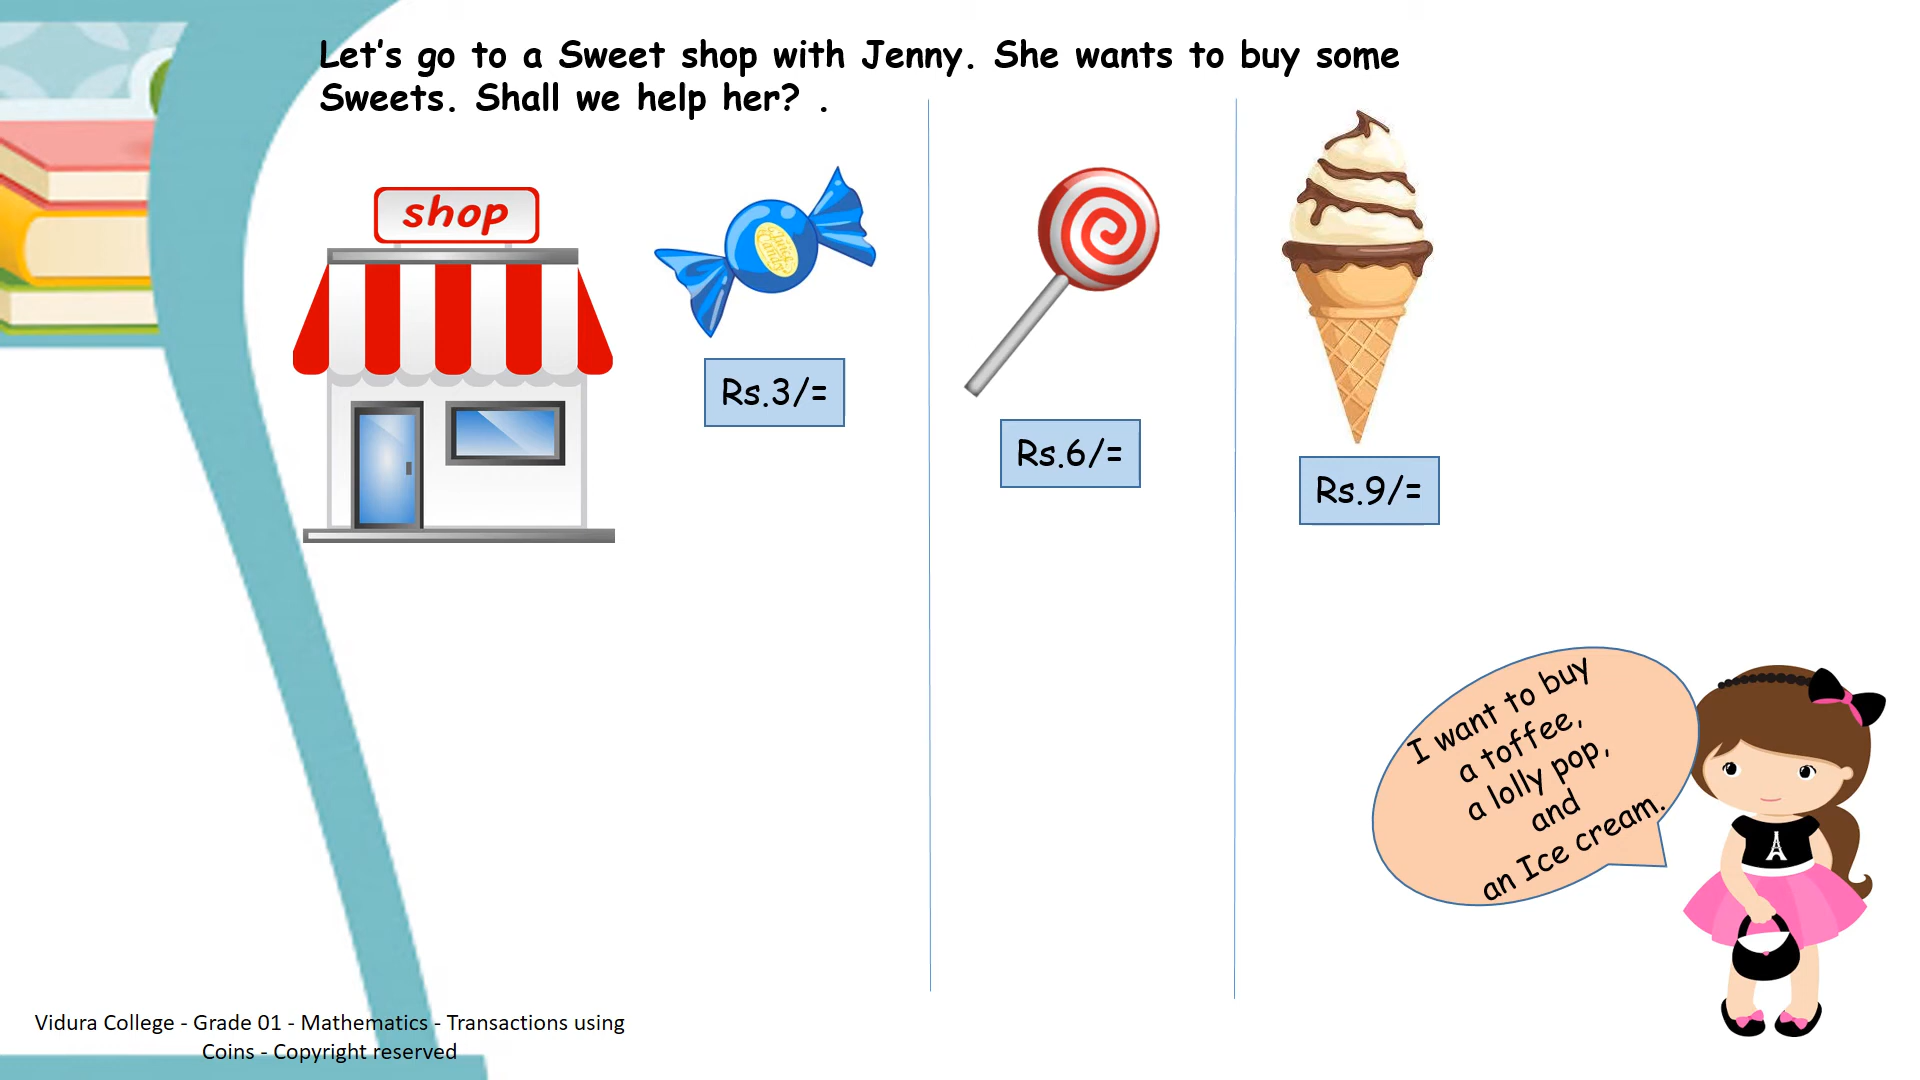 Let's go to a Sweet shop with Jenny. She wants to buy some
Sweets. Shall we help her? .
shop
Rs.3/=
Rs.6/=
Rs.9/=
I want to buy
a toffee,
a lolly pop,
and
an Ice cream.
Vidura College - Grade 01 - Mathematics - Transactions using
Coins - Copyright reserved